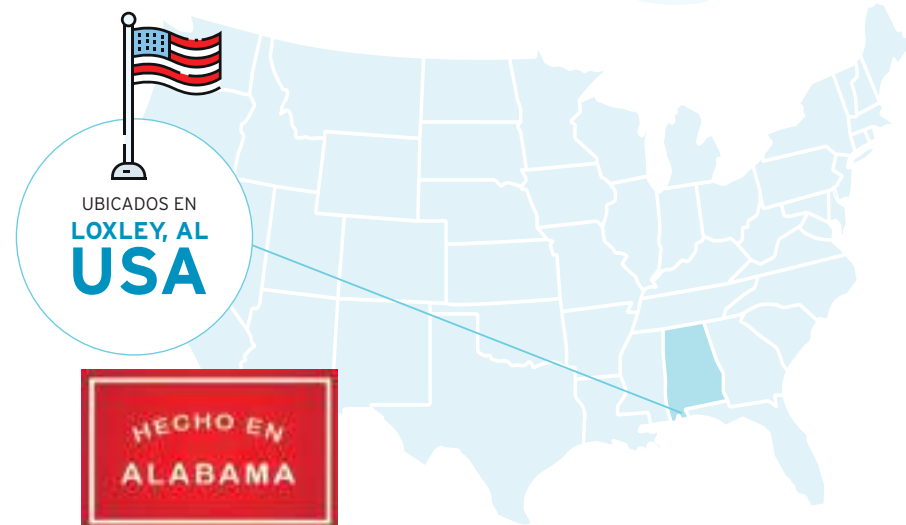 UBICADOS EN
LOXLEY, AL
USA
HECHO EN
ALABAMA